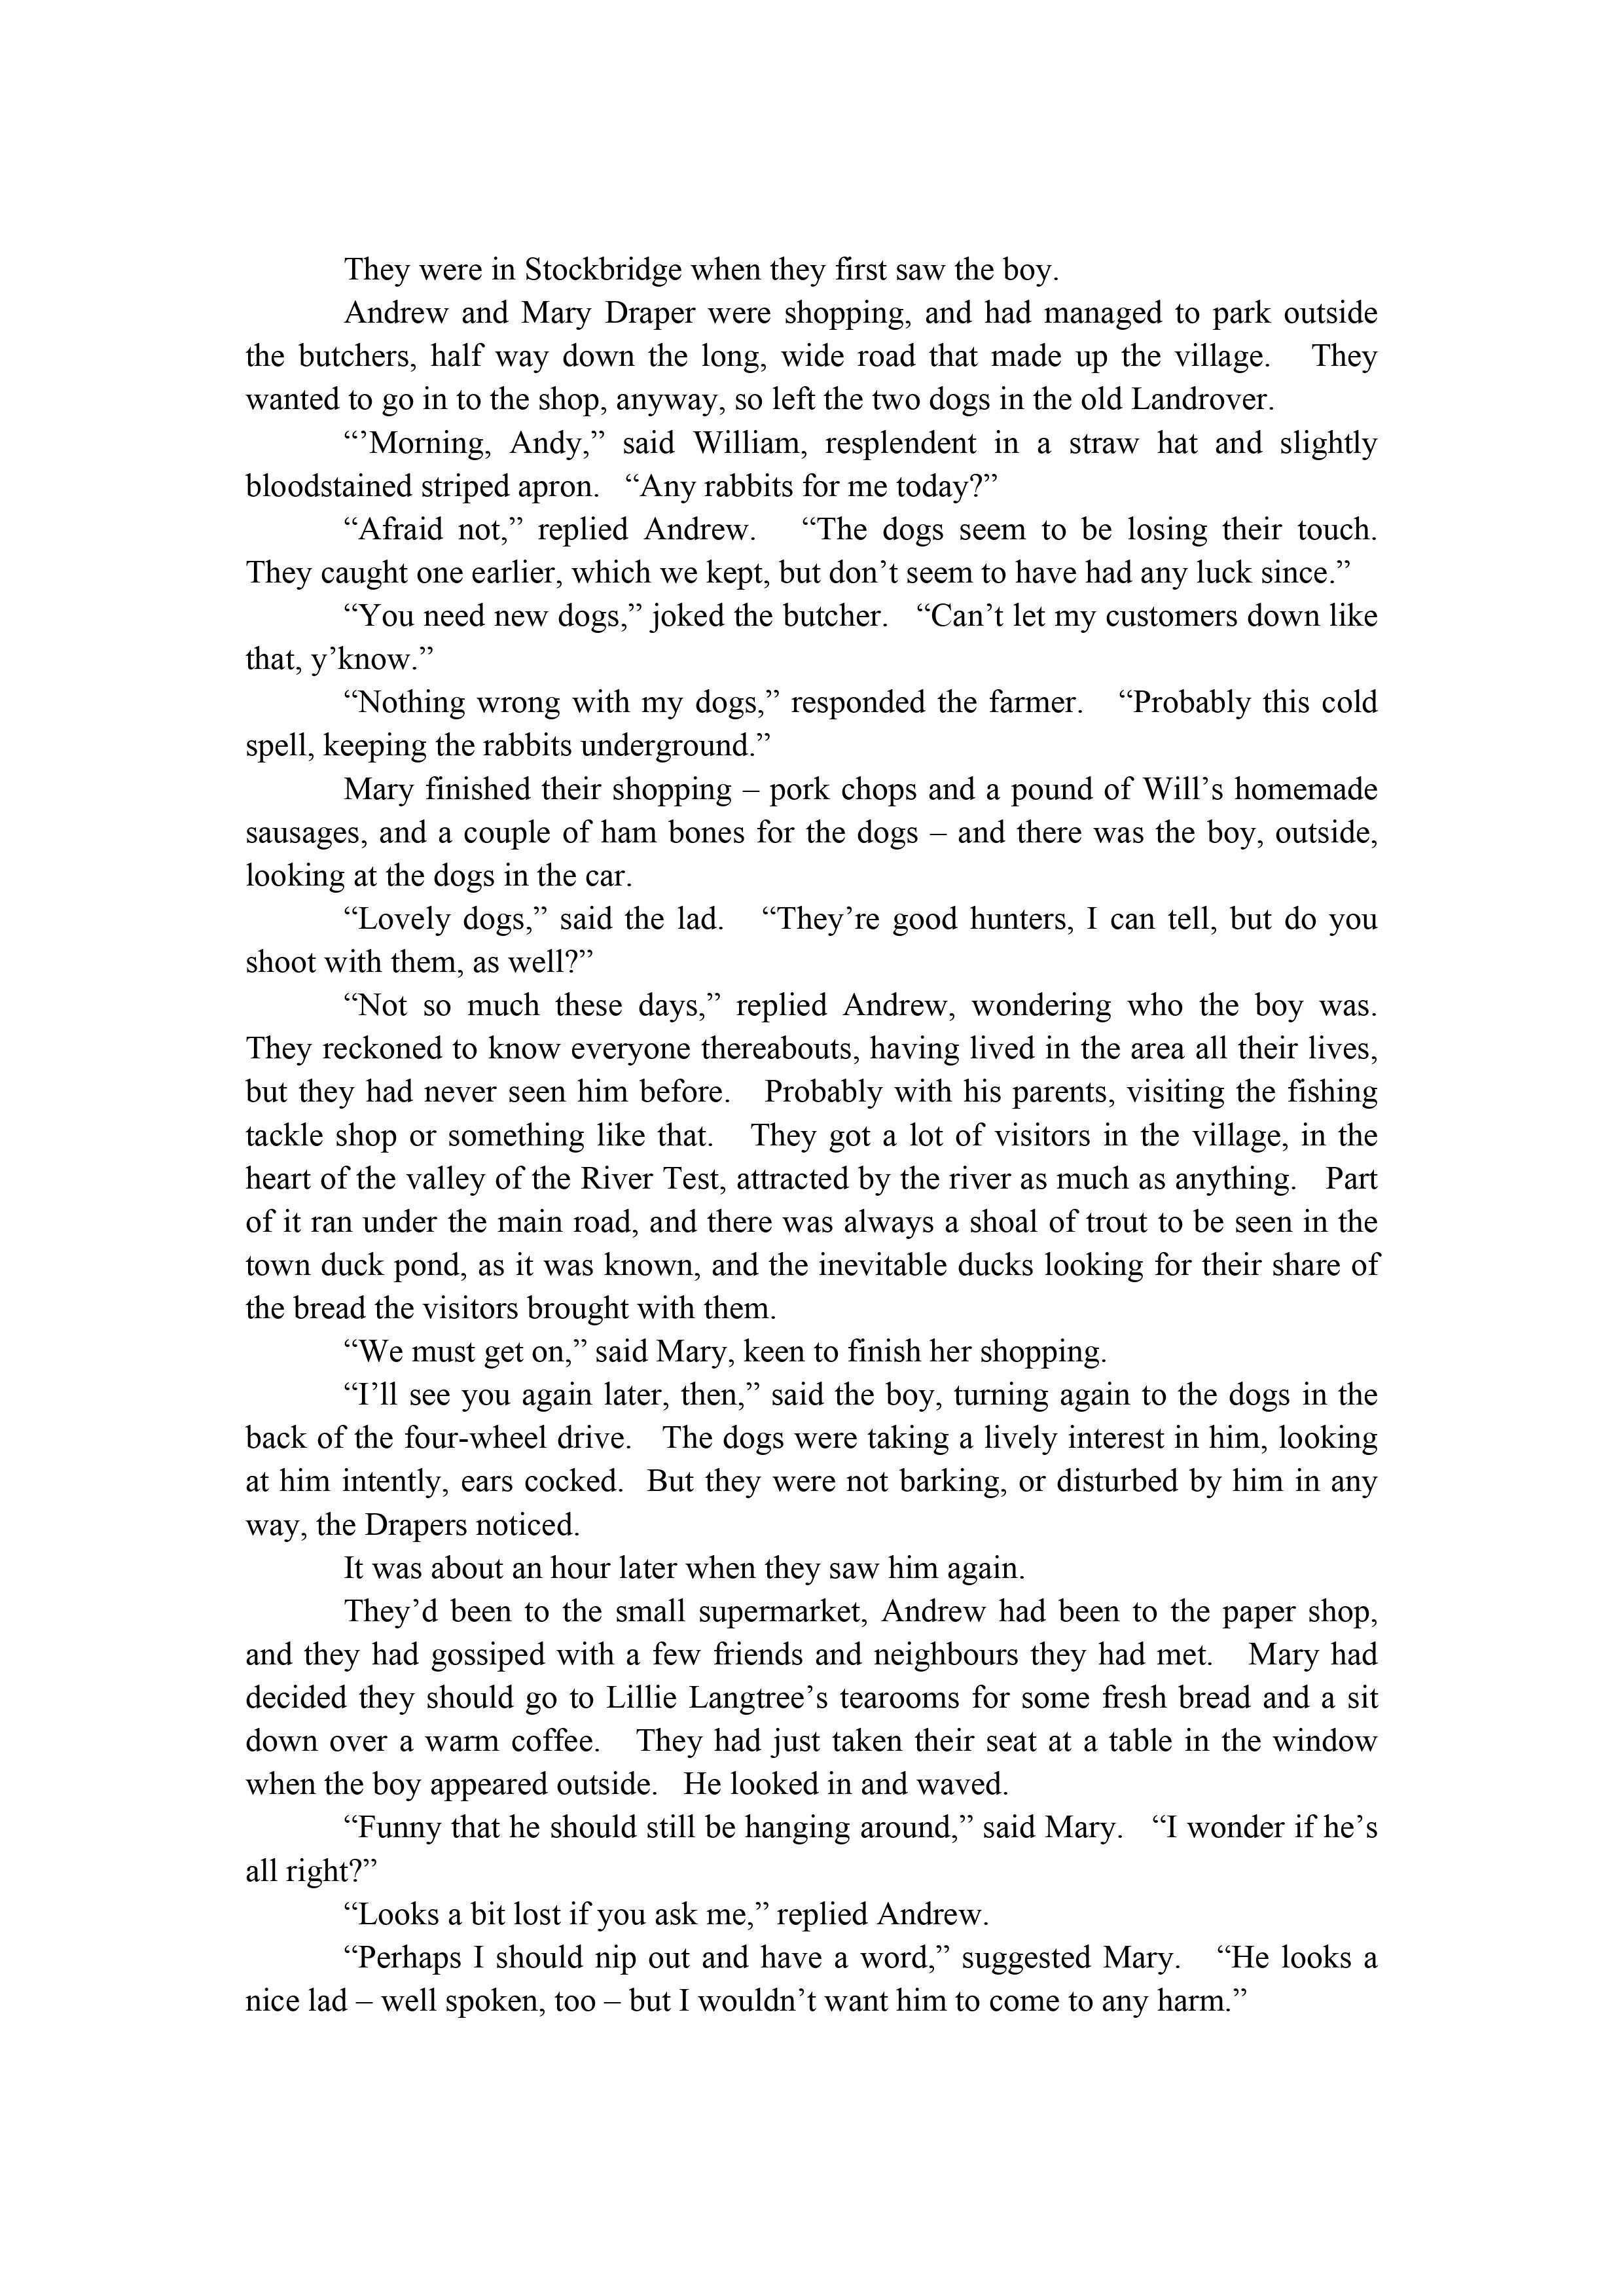 They were in Stockbridge when they first saw the boy.
Andrew and Mary Draper were shopping, and had managed to park outside
the butchers, half way down the long, wide road that made up the village. They
wanted to go in to the shop, anyway, so left the two dogs in the old Landrover.
“’Morning, Andy,” said William, resplendent in a straw hat and slightly
bloodstained striped apron. “Any rabbits for me today?”
“Afraid not,” replied Andrew. “The dogs seem to be losing their touch.
They caught one earlier, which we kept, but don’t seem to have had any luck since.”
“You need new dogs,” joked the butcher. “Can’t let my customers down like
that, y’know.”
“Nothing wrong with my dogs,” responded the farmer. “Probably this cold
spell, keeping the rabbits underground.”
Mary finished their shopping – pork chops and a pound of Will’s homemade
sausages, and a couple of ham bones for the dogs – and there was the boy, outside,
looking at the dogs in the car.
“Lovely dogs,” said the lad. “They’re good hunters, I can tell, but do you
shoot with them, as well?”
“Not so much these days,” replied Andrew, wondering who the boy was.
They reckoned to know everyone thereabouts, having lived in the area all their lives,
but they had never seen him before. Probably with his parents, visiting the fishing
tackle shop or something like that. They got a lot of visitors in the village, in the
heart of the valley of the River Test, attracted by the river as much as anything. Part
of it ran under the main road, and there was always a shoal of trout to be seen in the
town duck pond, as it was known, and the inevitable ducks looking for their share of
the bread the visitors brought with them.
“We must get on,” said Mary, keen to finish her shopping.
“I’ll see you again later, then,” said the boy, turning again to the dogs in the
back of the four-wheel drive. The dogs were taking a lively interest in him, looking
at him intently, ears cocked. But they were not barking, or disturbed by him in any
way, the Drapers noticed.
It was about an hour later when they saw him again.
They’d been to the small supermarket, Andrew had been to the paper shop,
and they had gossiped with a few friends and neighbours they had met. Mary had
decided they should go to Lillie Langtree’s tearooms for some fresh bread and a sit
down over a warm coffee. They had just taken their seat at a table in the window
when the boy appeared outside. He looked in and waved.
“Funny that he should still be hanging around,” said Mary. “I wonder if he’s
all right?”
“Looks a bit lost if you ask me,” replied Andrew.
“Perhaps I should nip out and have a word,” suggested Mary. “He looks a
nice lad – well spoken, too – but I wouldn’t want him to come to any harm.”